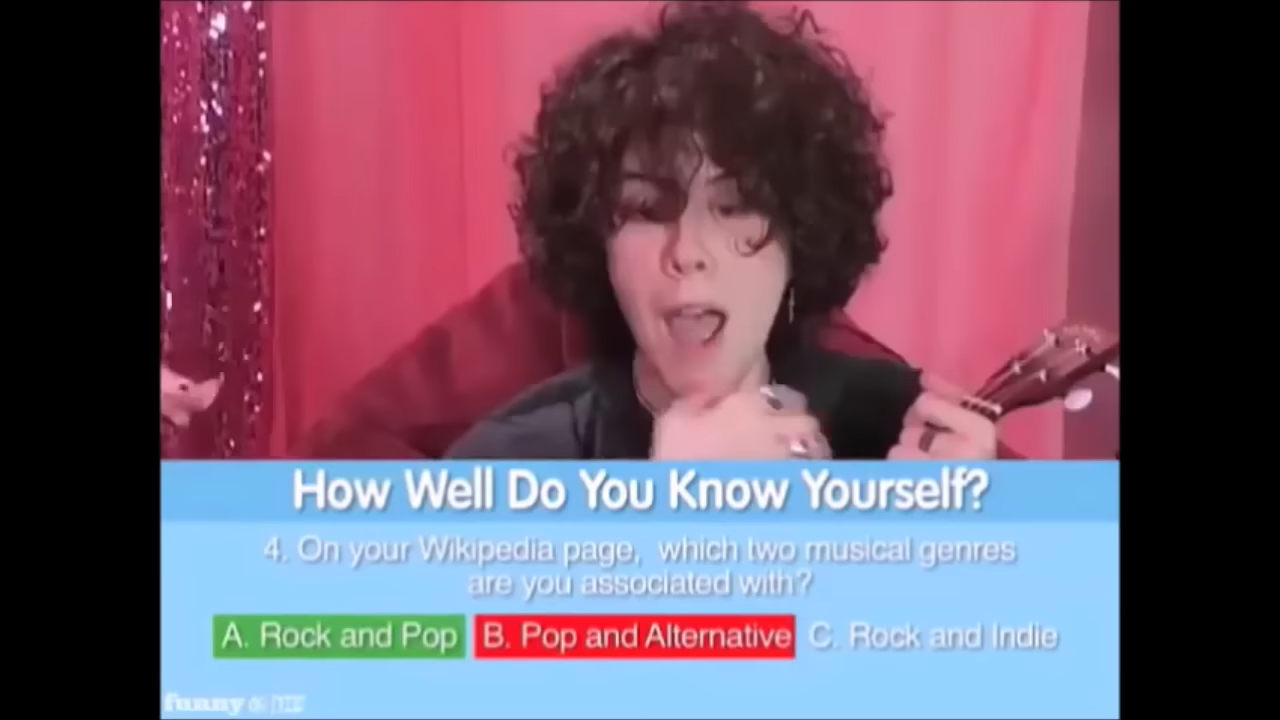 How Well Do You Know Yourself?
4. On your Wikipedia page, which two musical genres
are you associated with?
A. Rock and Pop B. Pop and Alternative C. Rock and Indie
funny